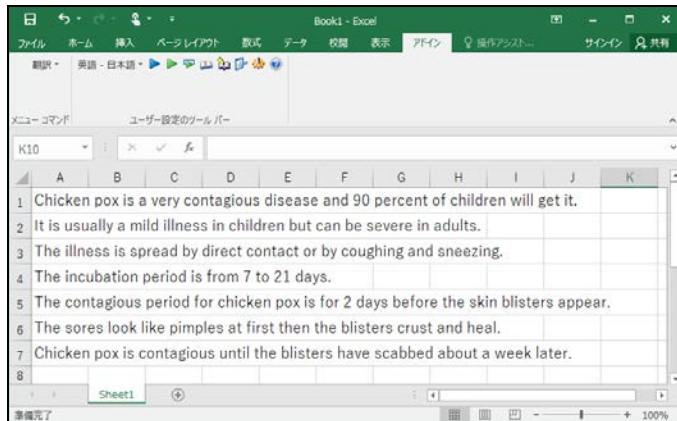 Book1 - Excel
ファイル ホーム 挿入 ページ レイアウト 数式 データ 校閲 表示 アドイン 操作アシスト... サインイン 共有
翻訳 英語 - 日本語
メニュー コマンド ユーザー設定のツール バー
K10 fx
A B C D E F G H I J K
1 Chicken pox is a very contagious disease and 90 percent of children will get it.
2 It is usually a mild illness in children but can be severe in adults.
3 The illness is spread by direct contact or by coughing and sneezing.
4 The incubation period is from 7 to 21 days.
5 The contagious period for chicken pox is for 2 days before the skin blisters appear.
6 The sores look like pimples at first then the blisters crust and heal.
7 Chicken pox is contagious until the blisters have scabbed about a week later.
8
Sheet1
準備完了 100%